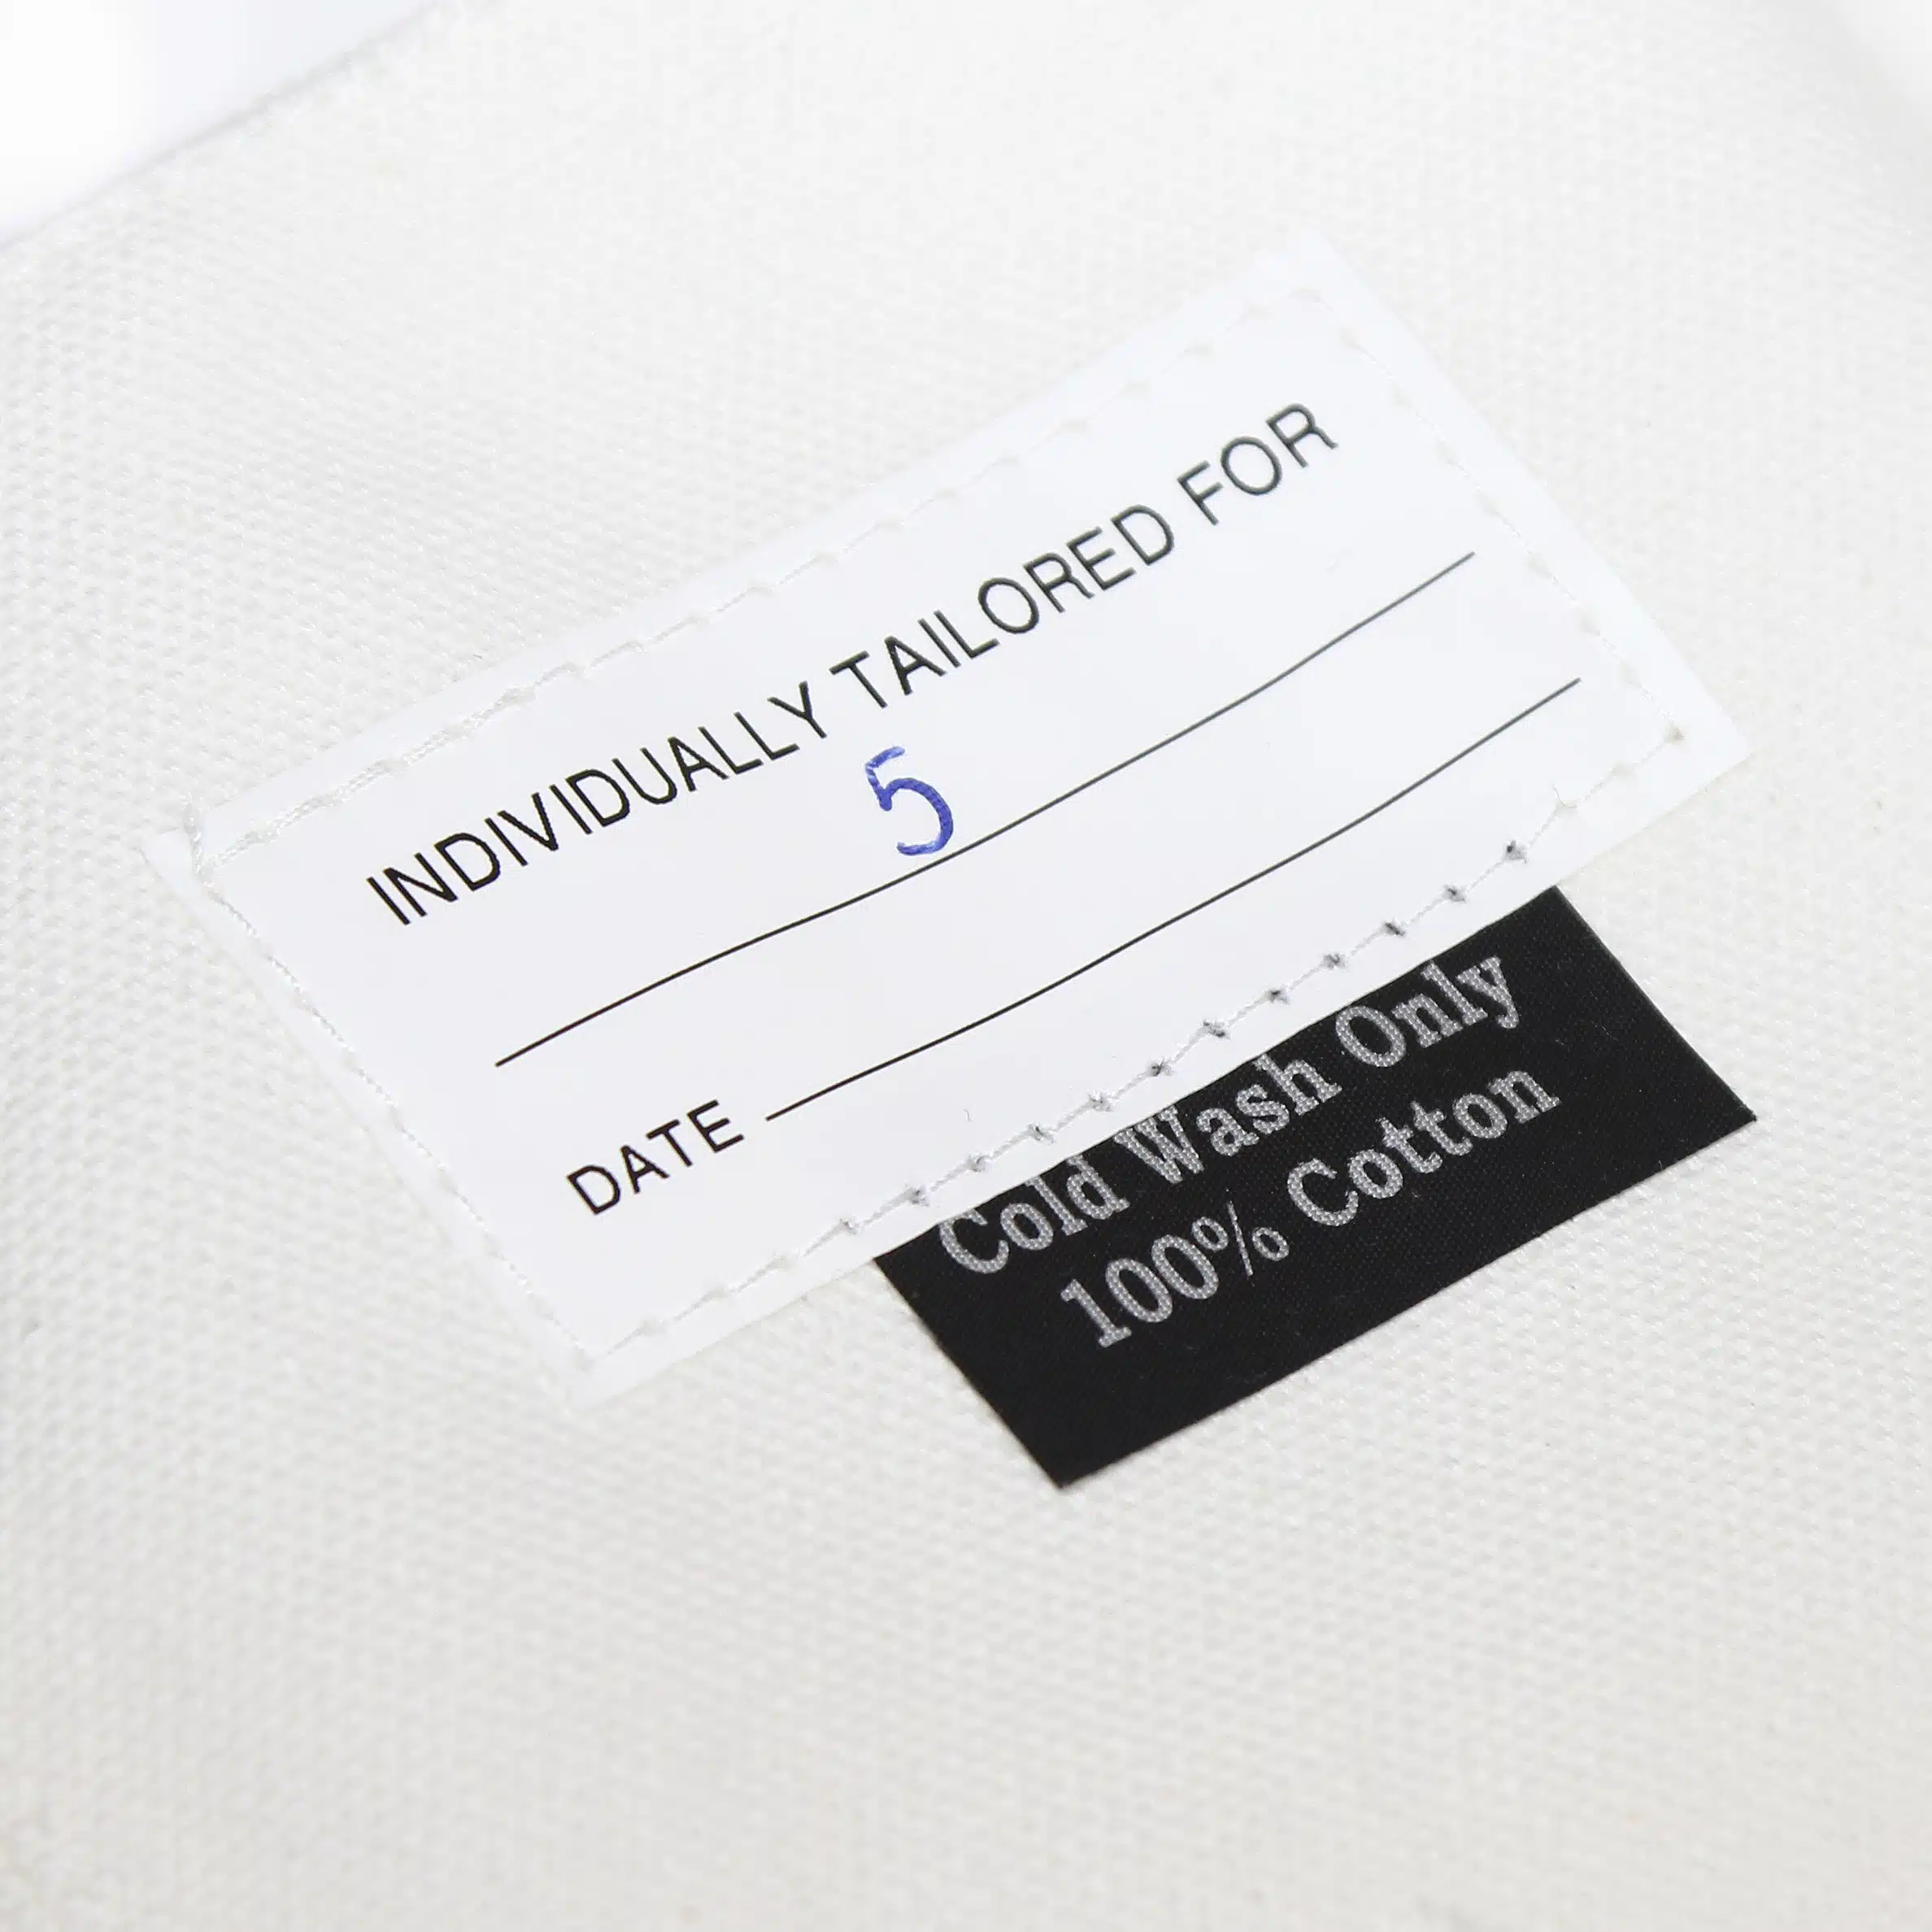 INDIVIDUALLY TAILORED FOR
5
DATE
Cold Wash Only
100% Cotton